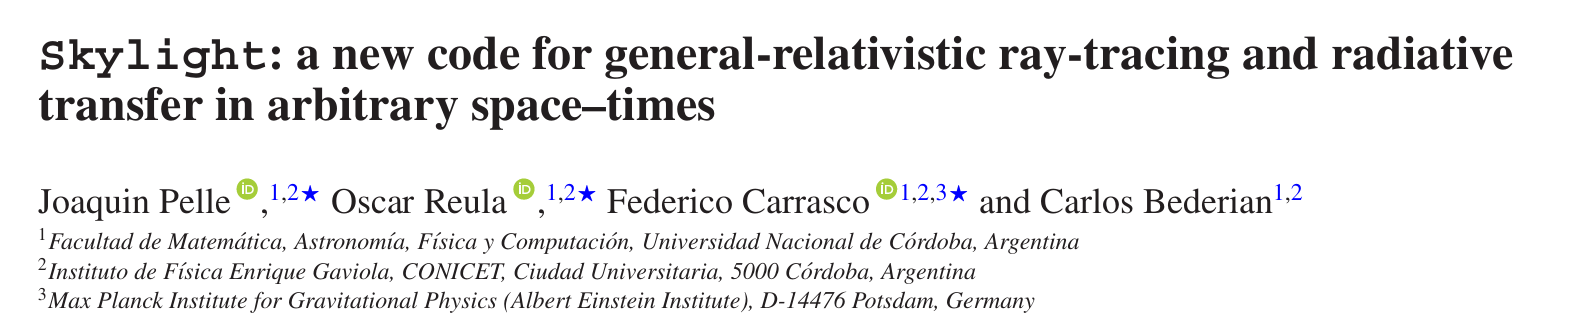 Skylight: a new code for general-relativistic ray-tracing and radiative
transfer in arbitrary space–times
Joaquin Pelle iD,1,2★ Oscar Reula iD,1,2★ Federico Carrasco iD1,2,3★ and Carlos Bederian1,2
1Facultad de Matemática, Astronomía, Física y Computación, Universidad Nacional de Córdoba, Argentina
2Instituto de Física Enrique Gaviola, CONICET, Ciudad Universitaria, 5000 Córdoba, Argentina
3Max Planck Institute for Gravitational Physics (Albert Einstein Institute), D-14476 Potsdam, Germany